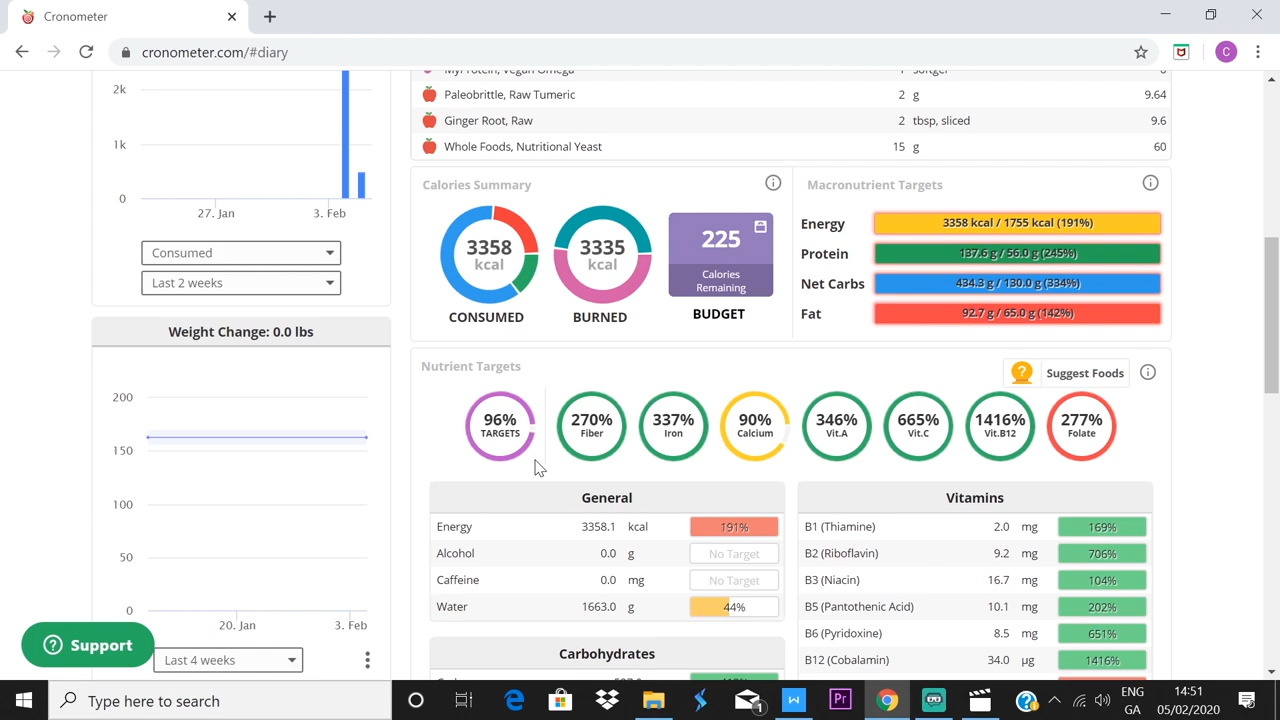 Cronometer
cronometer.com/#diary
C
2k
1k
0
27. Jan
3. Feb
Consumed
Last 2 weeks
Weight Change: 0.0 lbs
200
150
100
50
0
20. Jan
3. Feb
Support
Last 4 weeks
MyProtein, Vegan Omega 1 softgel 6
Paleobrittle, Raw Tumeric 2 g 9.64
Ginger Root, Raw 2 tbsp, sliced 9.6
Whole Foods, Nutritional Yeast 15 g 60
Calories Summary
3358
kcal
CONSUMED
3335
kcal
BURNED
225
Calories
Remaining
BUDGET
Macronutrient Targets
Energy 3358 kcal / 1755 kcal (191%)
Protein 137.6 g / 56.0 g (245%)
Net Carbs 434.3 g / 130.0 g (334%)
Fat 92.7 g / 65.0 g (142%)
Nutrient Targets
? Suggest Foods
96%
TARGETS
270%
Fiber
337%
Iron
90%
Calcium
346%
Vit.A
665%
Vit.C
1416%
Vit.B12
277%
Folate
General
Energy 3358.1 kcal 191%
Alcohol 0.0 g No Target
Caffeine 0.0 mg No Target
Water 1663.0 g 44%
Carbohydrates
Vitamins
B1 (Thiamine) 2.0 mg 169%
B2 (Riboflavin) 9.2 mg 706%
B3 (Niacin) 16.7 mg 104%
B5 (Pantothenic Acid) 10.1 mg 202%
B6 (Pyridoxine) 8.5 mg 651%
B12 (Cobalamin) 34.0 µg 1416%
Type here to search
1
W
Pr
ENG
GA
14:51
05/02/2020